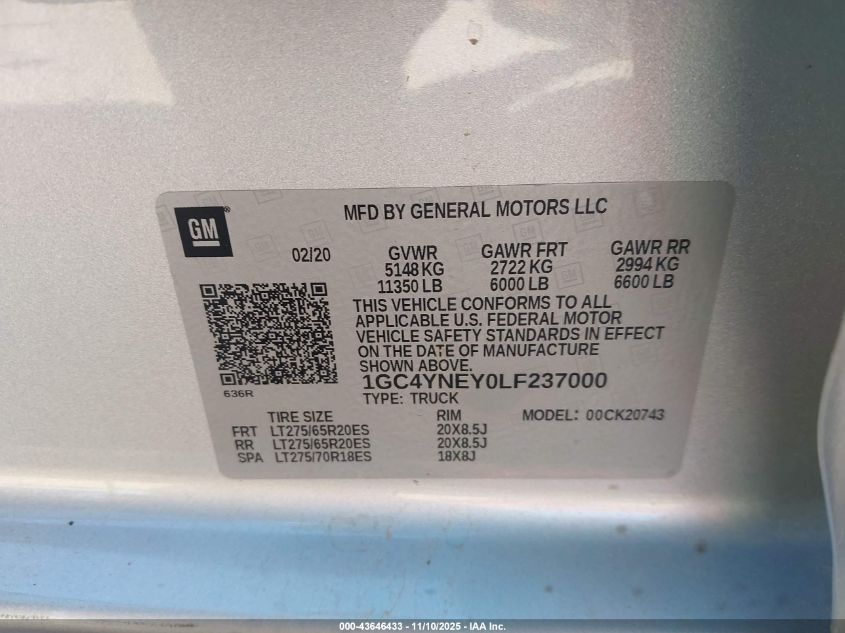 GM®
MFD BY GENERAL MOTORS LLC
02/20 GVWR GAWR FRT GAWR RR
5148 KG 2722 KG 2994 KG
11350 LB 6000 LB 6600 LB
THIS VEHICLE CONFORMS TO ALL
APPLICABLE U.S. FEDERAL MOTOR
VEHICLE SAFETY STANDARDS IN EFFECT
ON THE DATE OF MANUFACTURE
SHOWN ABOVE.
1GC4YNEY0LF237000
636R TYPE: TRUCK
TIRE SIZE RIM MODEL: 00CK20743
FRT LT275/65R20ES 20X8.5J
RR LT275/65R20ES 20X8.5J
SPA LT275/70R18ES 18X8J
000-43646433 - 11/10/2025 - IAA Inc.